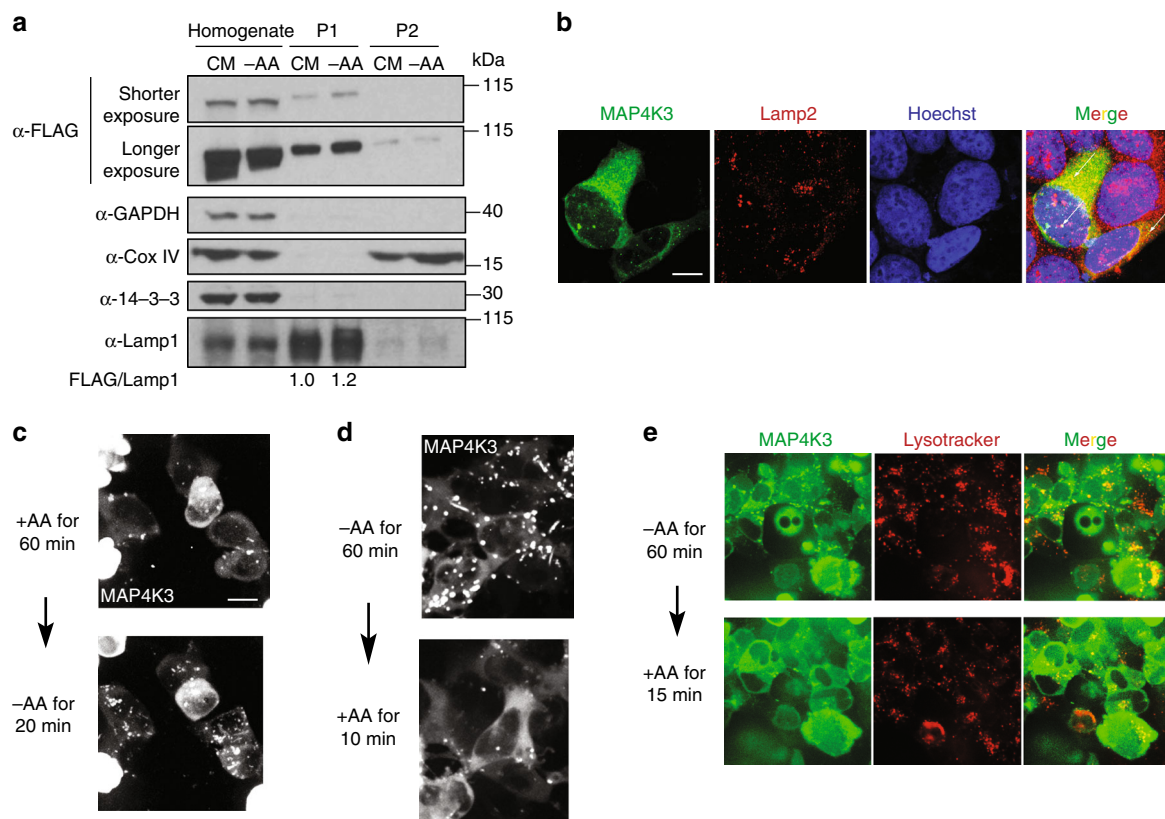 a
Homogenate P1 P2
CM –AA CM –AA CM –AA kDa
α-FLAG
Shorter exposure
115
Longer exposure
115
α-GAPDH
40
α-Cox IV
15
α-14–3–3
30
α-Lamp1
115
FLAG/Lamp1 1.0 1.2
b
MAP4K3 Lamp2 Hoechst Merge
c
+AA for
60 min
MAP4K3
–AA for
20 min
d
MAP4K3
–AA for
60 min
+AA for
10 min
e
MAP4K3 Lysotracker Merge
–AA for
60 min
+AA for
15 min